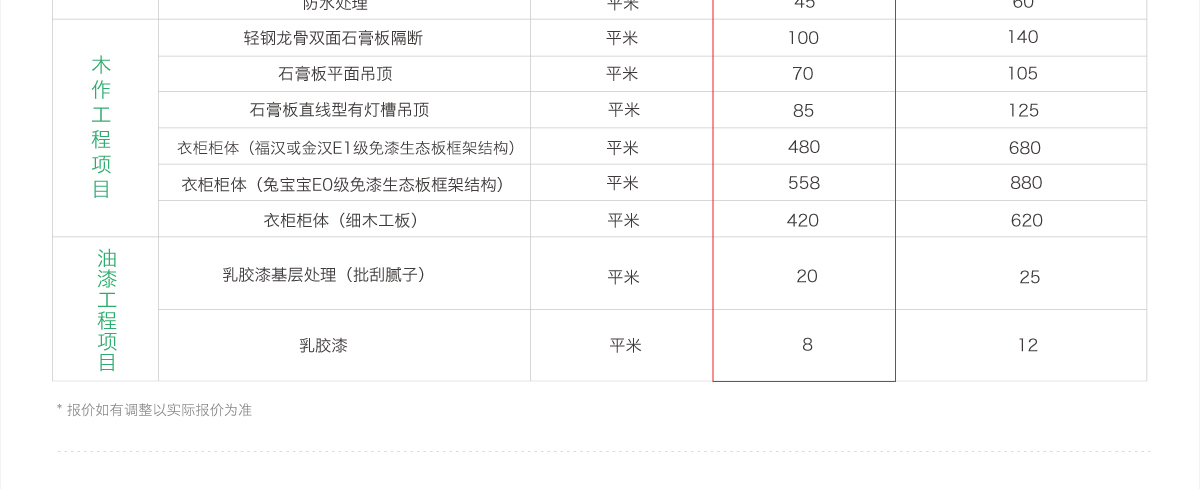 防水处理 平米 45 60
木作工程项目
轻钢龙骨双面石膏板隔断 平米 100 140
石膏板平面吊顶 平米 70 105
石膏板直线型有灯槽吊顶 平米 85 125
衣柜柜体（福汉或金汉E1级免漆生态板框架结构） 平米 480 680
衣柜柜体（兔宝宝E0级免漆生态板框架结构） 平米 558 880
衣柜柜体（细木工板） 平米 420 620
油漆工程项目
乳胶漆基层处理（批刮腻子） 平米 20 25
乳胶漆 平米 8 12
* 报价如有调整以实际报价为准